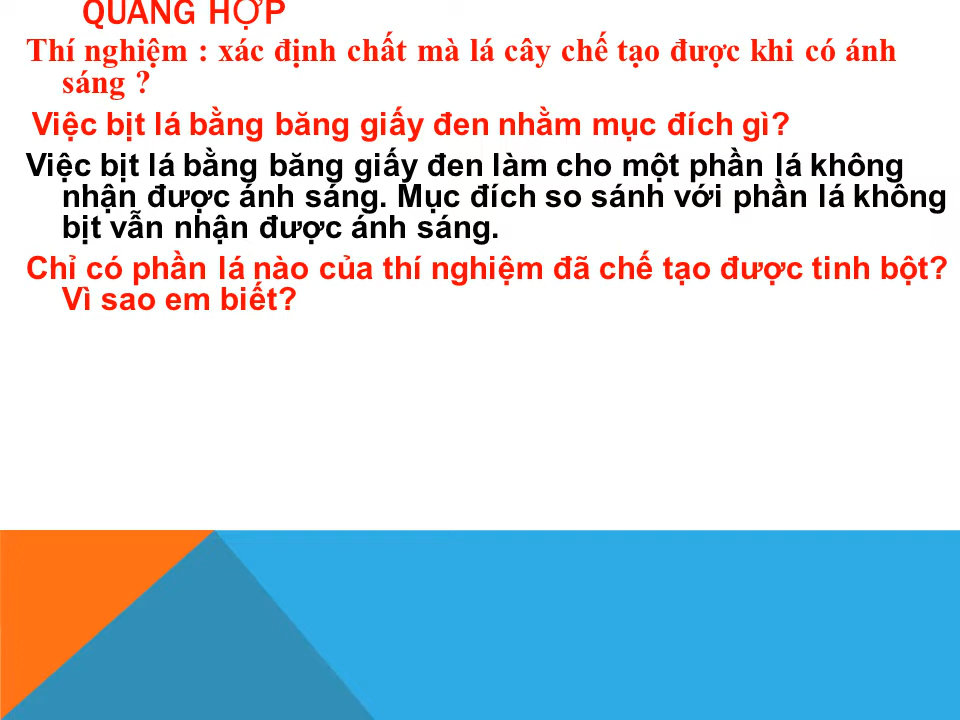 QUANG HỢP
Thí nghiệm : xác định chất mà lá cây chế tạo được khi có ánh
sáng ?
Việc bịt lá bằng băng giấy đen nhằm mục đích gì?
Việc bịt lá bằng băng giấy đen làm cho một phần lá không
nhận được ánh sáng. Mục đích so sánh với phần lá không
bịt vẫn nhận được ánh sáng.
Chỉ có phần lá nào của thí nghiệm đã chế tạo được tinh bột?
Vì sao em biết?